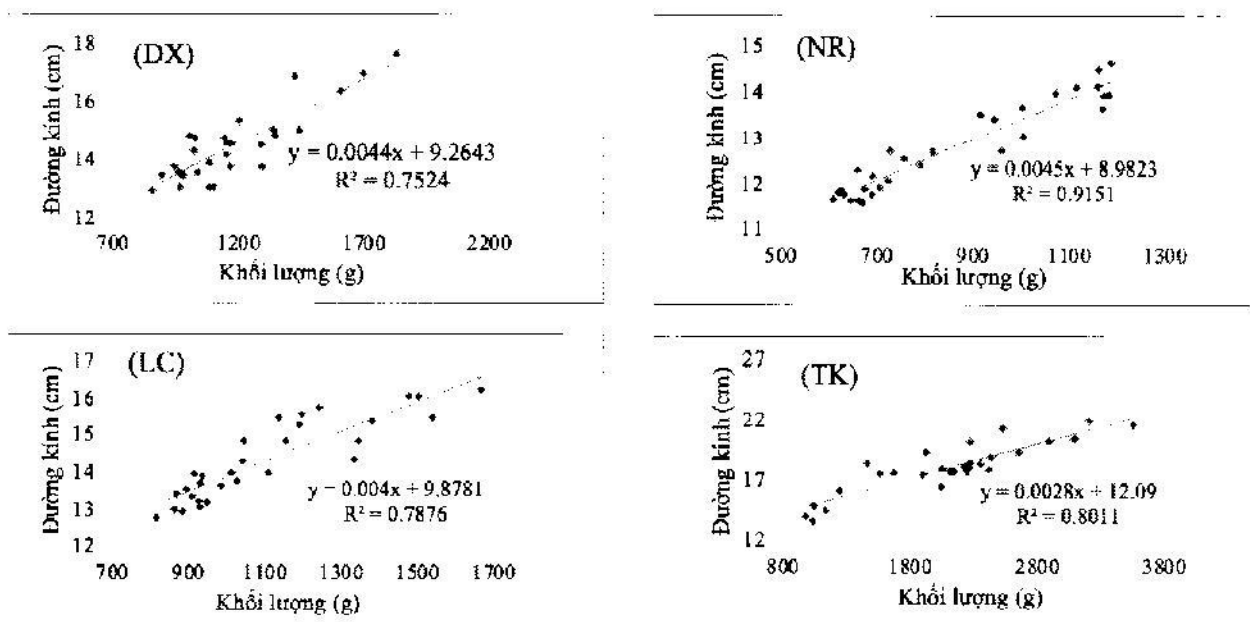 (DX)
Đường kính (cm)
18
16
14
12
y = 0.0044x + 9.2643
R² = 0.7524
700 1200 1700 2200
Khối lượng (g)
(NR)
Đường kính (cm)
15
14
13
12
11
y = 0.0045x + 8.9823
R² = 0.9151
500 700 900 1100 1300
Khối lượng (g)
(LC)
Đường kính (cm)
17
16
15
14
13
12
y = 0.004x + 9.8781
R² = 0.7876
700 900 1100 1300 1500 1700
Khối lượng (g)
(TK)
Đường kính (cm)
27
22
17
12
y = 0.0028x + 12.09
R² = 0.8011
800 1800 2800 3800
Khối lượng (g)